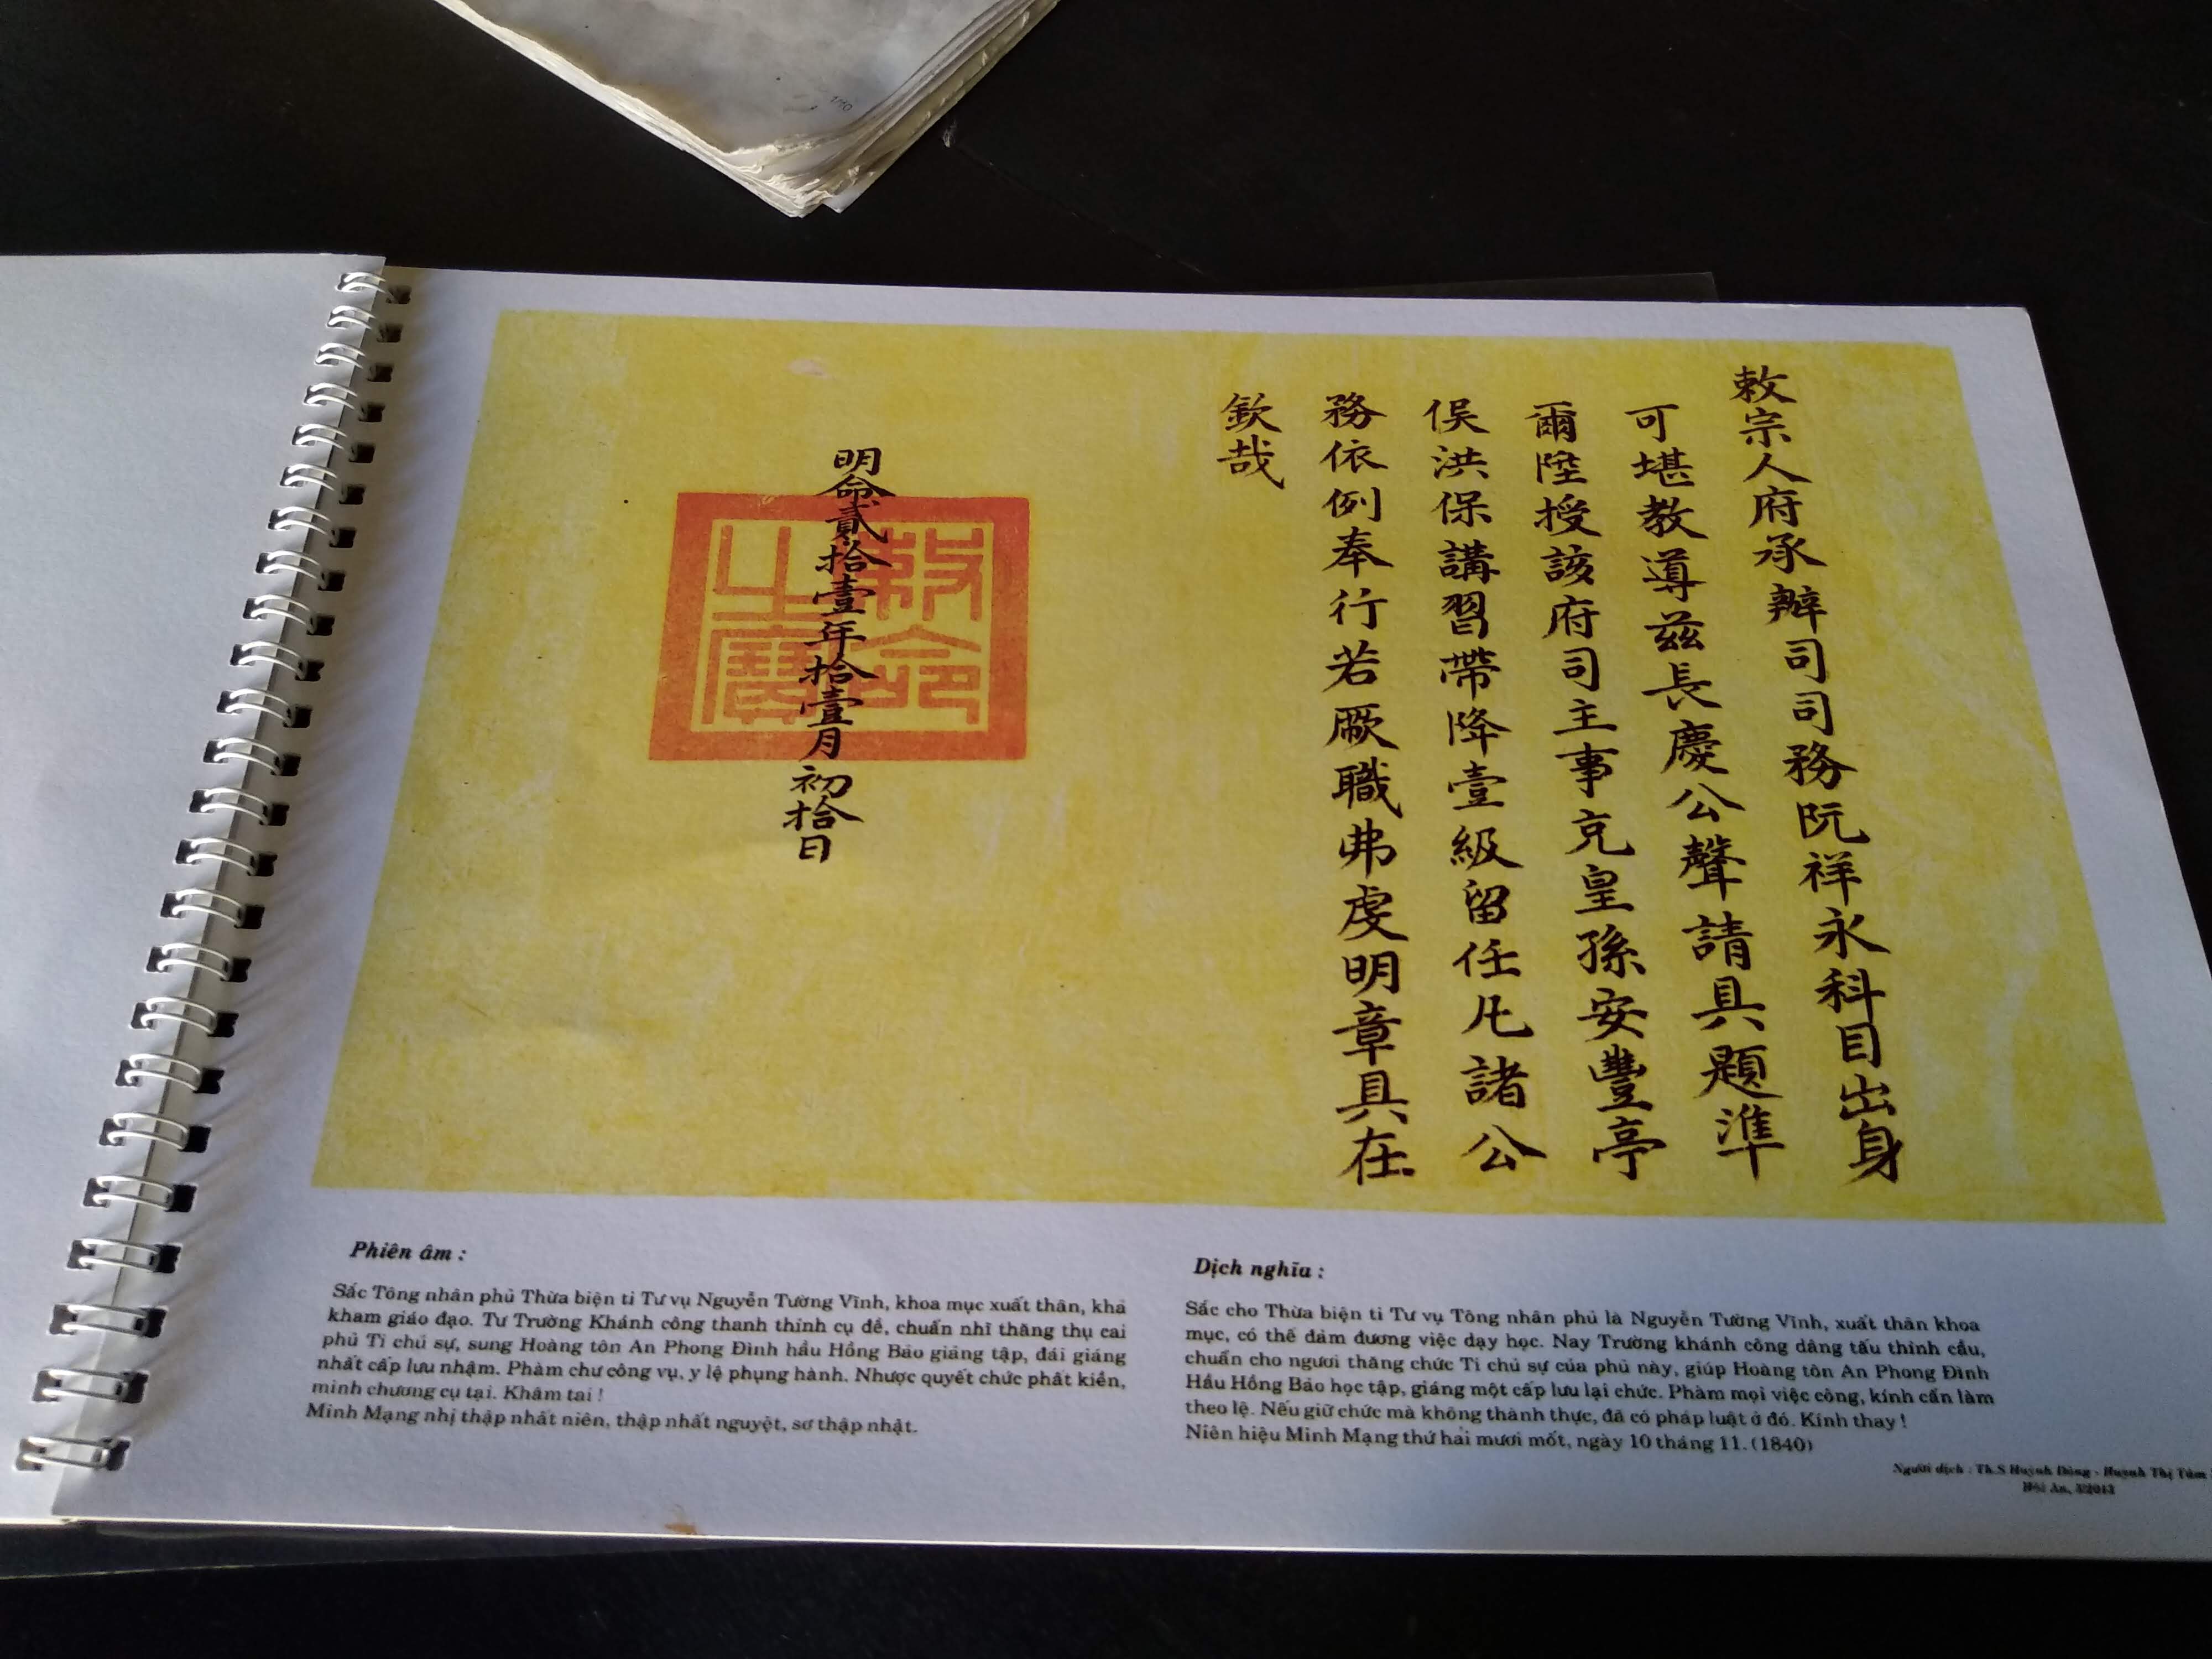 1/10
敕宗人府承辦司司務阮祥永科目出身
可堪教導茲長慶公聲請具題準
爾陞授該府司主事充皇孫安豐亭
侯洪保講習帶降壹級留任凡諸公
務依例奉行若厥職弗虔明章具在
欽哉
明命貳拾壹年拾壹月初拾日
敕命
之寶
Phiên âm :
Sắc Tông nhân phủ Thừa biện ti Tư vụ Nguyễn Tường Vĩnh, khoa mục xuất thân, khả
kham giáo đạo. Tư Trường Khánh công thanh thỉnh cụ đề, chuẩn nhĩ thăng thụ cai
phủ Tí chủ sự, sung Hoàng tôn An Phong Đình hầu Hồng Bảo giảng tập, đái giáng
nhất cấp lưu nhậm. Phàm chư công vụ, y lệ phụng hành. Nhược quyết chức phất kiền,
minh chương cụ tại. Khâm tai !
Minh Mạng nhị thập nhất niên, thập nhất nguyệt, sơ thập nhật.
Dịch nghĩa :
Sắc cho Thừa biện ti Tư vụ Tông nhân phủ là Nguyễn Tường Vĩnh, xuất thân khoa
mục, có thể đảm đương việc dạy học. Nay Trường khánh công dâng tấu thỉnh cầu,
chuẩn cho ngươi thăng chức Ti chủ sự của phủ này, giúp Hoàng tôn An Phong Đình
Hầu Hồng Bảo học tập, giáng một cấp lưu lại chức. Phàm mọi việc công, kính cẩn làm
theo lệ. Nếu giữ chức mà không thành thực, đã có pháp luật ở đó. Kính thay !
Niên hiệu Minh Mạng thứ hai mươi mốt, ngày 10 tháng 11. (1840)
Người dịch : Th.S Huỳnh Dõng - Huỳnh Thị Túm
Hội An,